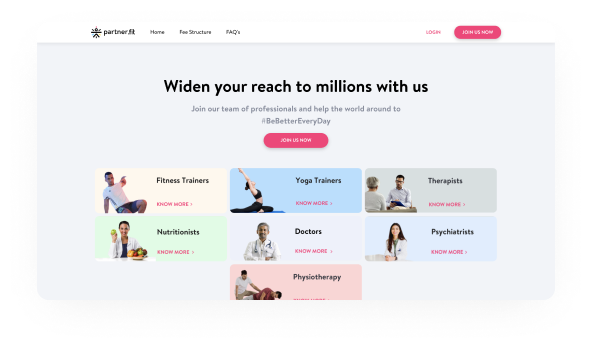 partner.fit
Home
Fee Structure
FAQ's
LOGIN
JOIN US NOW
Widen your reach to millions with us
Join our team of professionals and help the world around to
#BeBetterEveryDay
JOIN US NOW
Fitness Trainers
KNOW MORE >
Yoga Trainers
KNOW MORE >
Therapists
KNOW MORE >
Nutritionists
KNOW MORE >
Doctors
KNOW MORE >
Psychiatrists
KNOW MORE >
Physiotherapy
KNOW MORE >